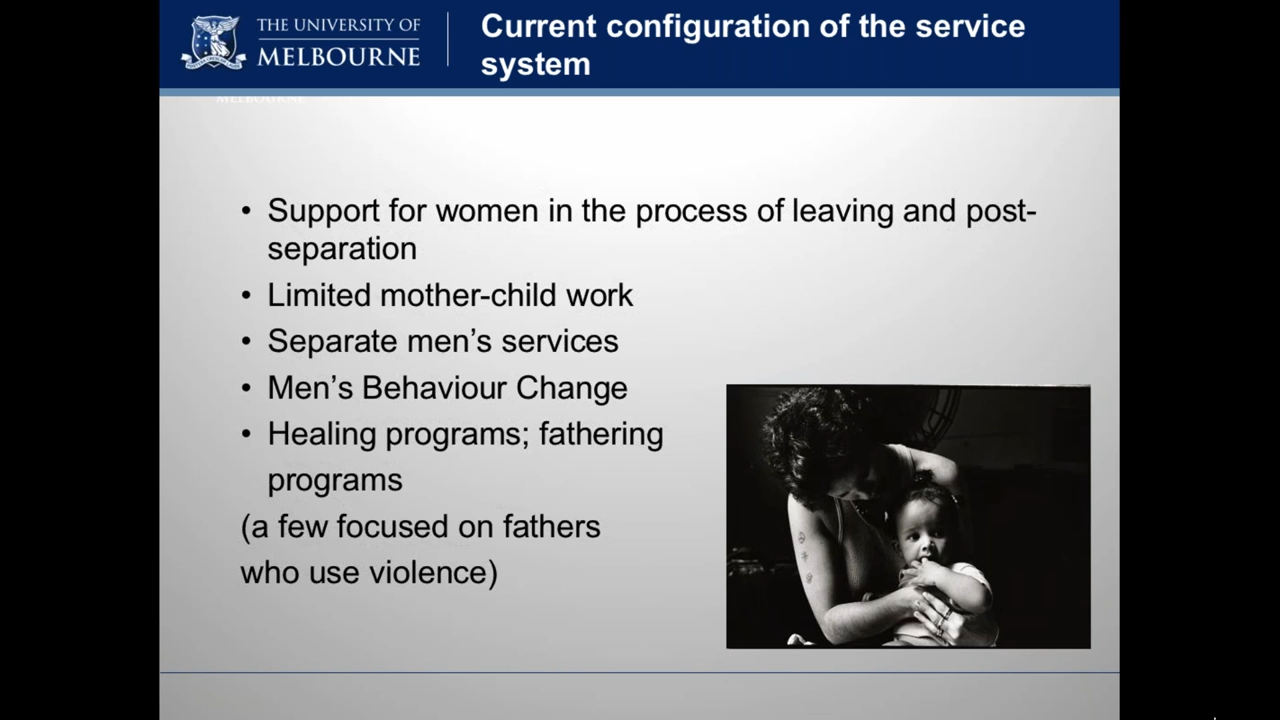 THE UNIVERSITY OF
MELBOURNE
Current configuration of the service
system
MELBOURNE
• Support for women in the process of leaving and post-
separation
• Limited mother-child work
• Separate men’s services
• Men’s Behaviour Change
• Healing programs; fathering
programs
(a few focused on fathers
who use violence)